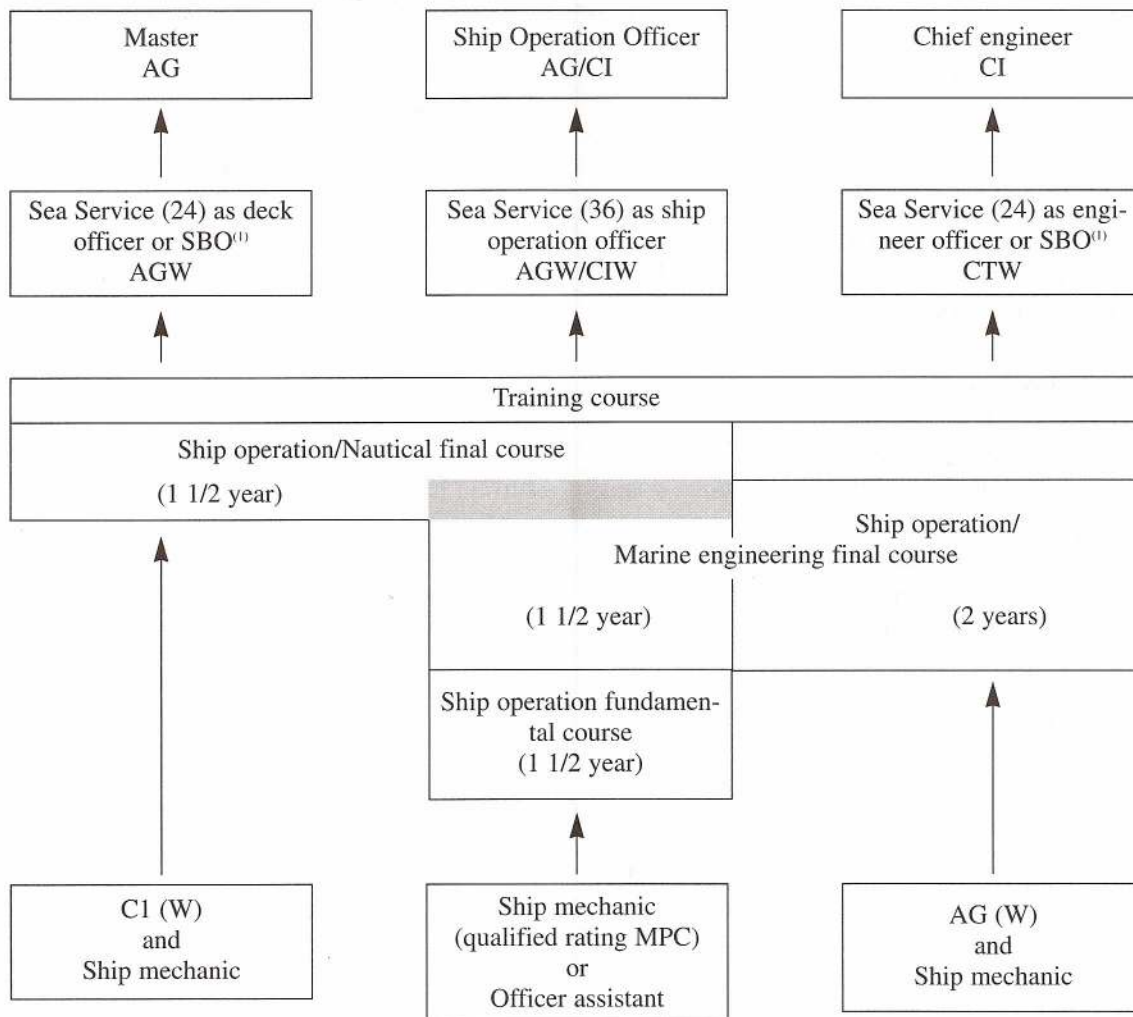 Master
AG
Ship Operation Officer
AG/CI
Chief engineer
CI
Sea Service (24) as deck
officer or SBO(1)
AGW
Sea Service (36) as ship
operation officer
AGW/CIW
Sea Service (24) as engi-
neer officer or SBO(1)
CTW
Training course
Ship operation/Nautical final course
(1 1/2 year)
Ship operation/
Marine engineering final course
(1 1/2 year)
(2 years)
Ship operation fundamen-
tal course
(1 1/2 year)
C1 (W)
and
Ship mechanic
Ship mechanic
(qualified rating MPC)
or
Officer assistant
AG (W)
and
Ship mechanic